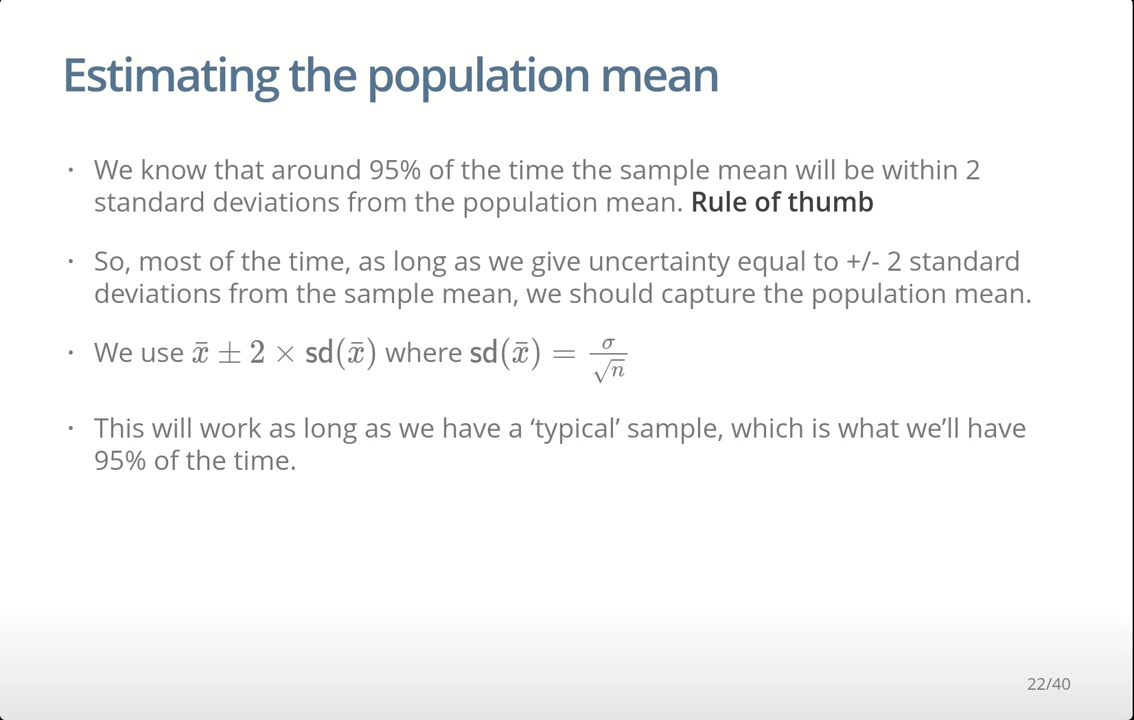 Estimating the population mean
• We know that around 95% of the time the sample mean will be within 2
standard deviations from the population mean. Rule of thumb
• So, most of the time, as long as we give uncertainty equal to +/- 2 standard
deviations from the sample mean, we should capture the population mean.
• We use x̄ ± 2 × sd(x̄) where sd(x̄) = σ/√n
• This will work as long as we have a ‘typical’ sample, which is what we’ll have
95% of the time.
22/40